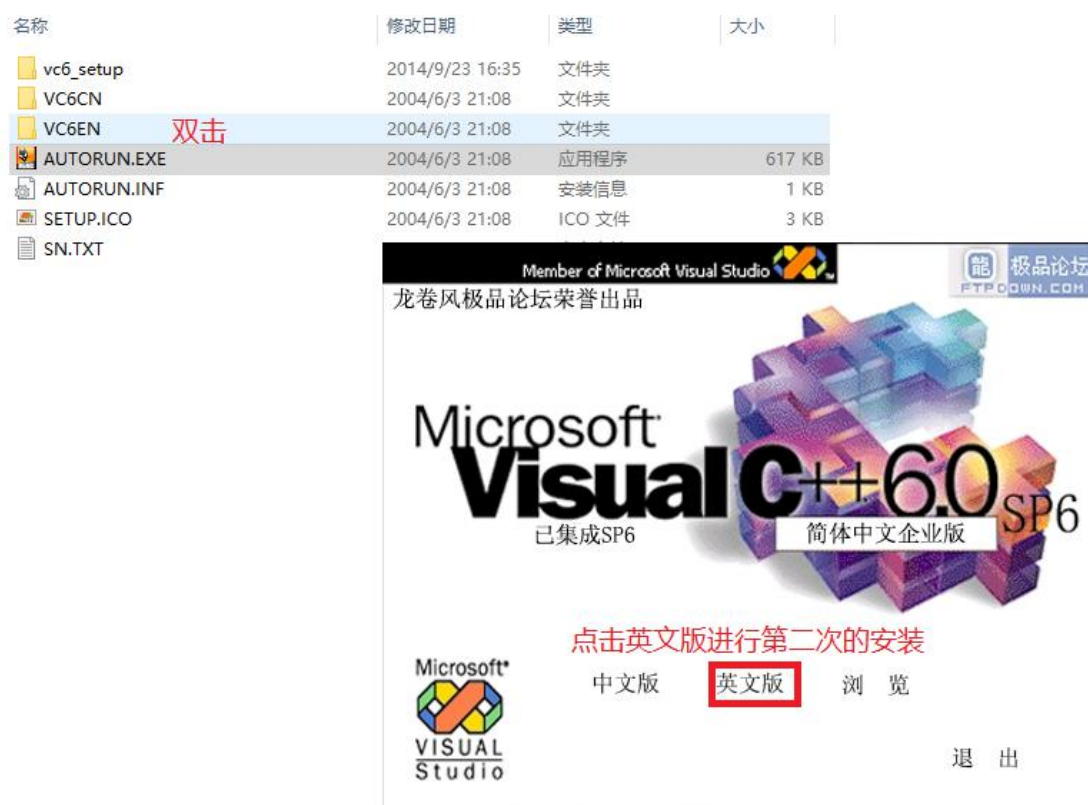 名称 修改日期 类型 大小
vc6_setup 2014/9/23 16:35 文件夹
VC6CN 2004/6/3 21:08 文件夹
VC6EN 双击 2004/6/3 21:08 文件夹
AUTORUN.EXE 2004/6/3 21:08 应用程序 617 KB
AUTORUN.INF 2004/6/3 21:08 安装信息 1 KB
SETUP.ICO 2004/6/3 21:08 ICO 文件 3 KB
SN.TXT
Member of Microsoft Visual Studio
龍 极品论坛
FTPDOWN.COM
龙卷风极品论坛荣誉出品
Microsoft
Visual C++6.0 SP6
已集成SP6 简体中文企业版
点击英文版进行第二次的安装
Microsoft
VISUAL
Studio
中文版 英文版 浏 览
退 出